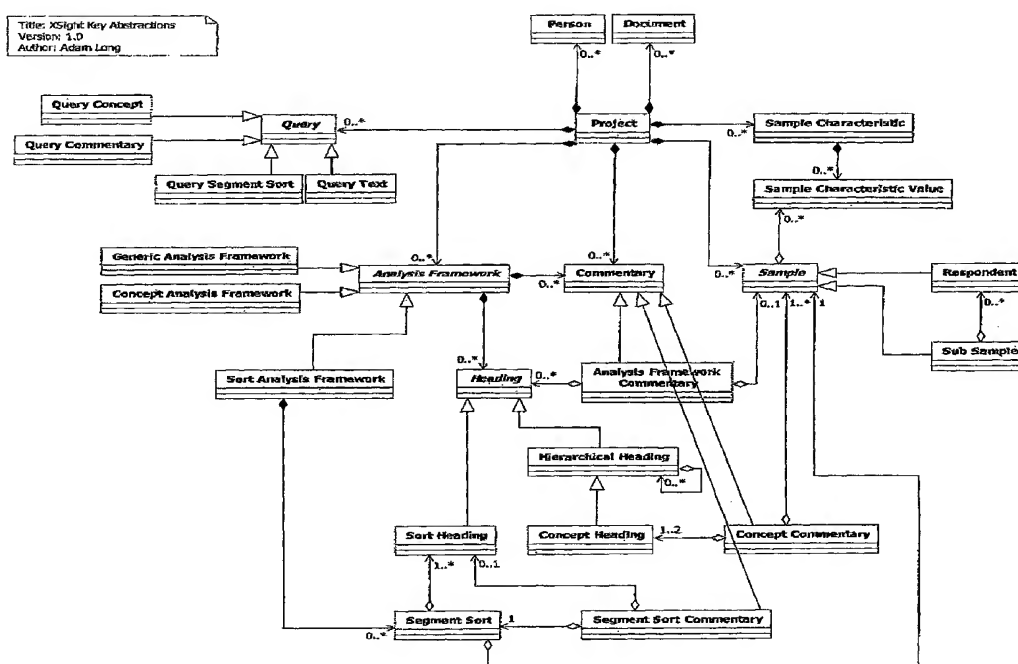 Title: XSight Key Abstractions
Version: 1.0
Author: Adam Long
Person
Document
0..*
0..*
Query Concept
Query
0..*
Project
Sample Characteristic
0..*
Query Commentary
0..*
Query Segment Sort
Query Text
Sample Characteristic Value
0..*
Generic Analysis Framework
0..*
0..*
Analysis Framework
0..*
Commentary
0..*
Sample
Respondent
Concept Analysis Framework
0..1
1..*
1
0..*
Sub Sample
0..*
Sort Analysis Framework
Heading
0..*
Analysis Framework
Commentary
Hierarchical Heading
0..*
Sort Heading
Concept Heading
1..2
Concept Commentary
1..*
0..1
Segment Sort
1
Segment Sort Commentary
0..*